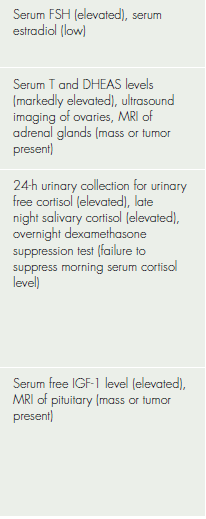 Serum FSH (elevated), serum
estradiol (low)
Serum T and DHEAS levels
(markedly elevated), ultrasound
imaging of ovaries, MRI of
adrenal glands (mass or tumor
present)
24-h urinary collection for urinary
free cortisol (elevated), late
night salivary cortisol (elevated),
overnight dexamethasone
suppression test (failure to
suppress morning serum cortisol
level)
Serum free IGF-1 level (elevated),
MRI of pituitary (mass or tumor
present)